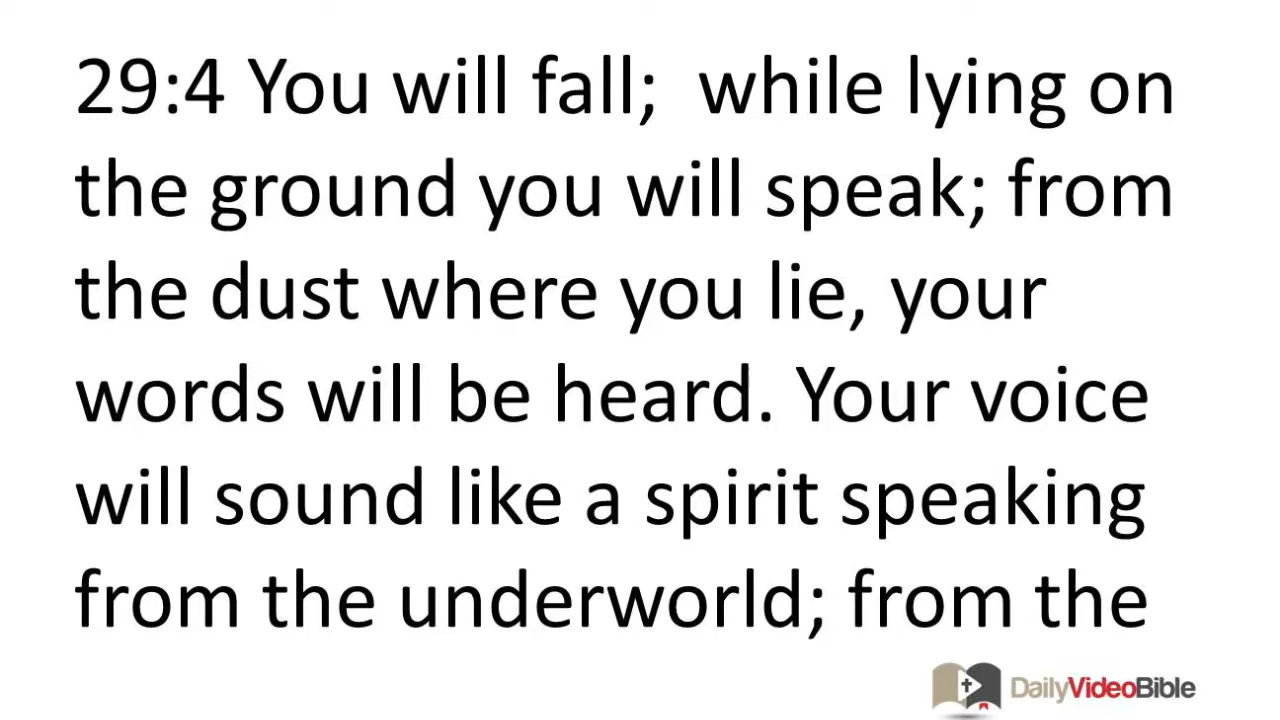 29:4 You will fall;  while lying on
the ground you will speak; from
the dust where you lie, your
words will be heard. Your voice
will sound like a spirit speaking
from the underworld; from the
DailyVideoBible